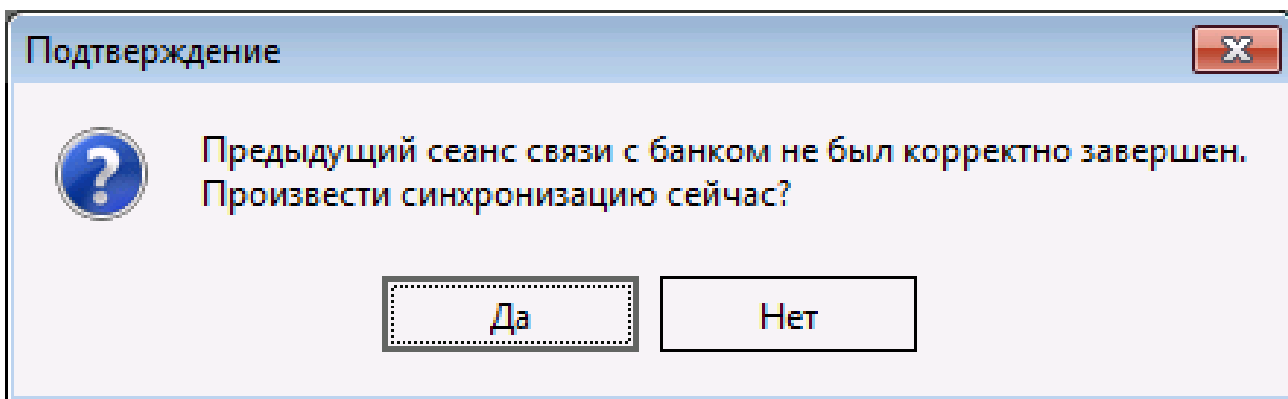 Подтверждение
Предыдущий сеанс связи с банком не был корректно завершен.
Произвести синхронизацию сейчас?
Да Нет